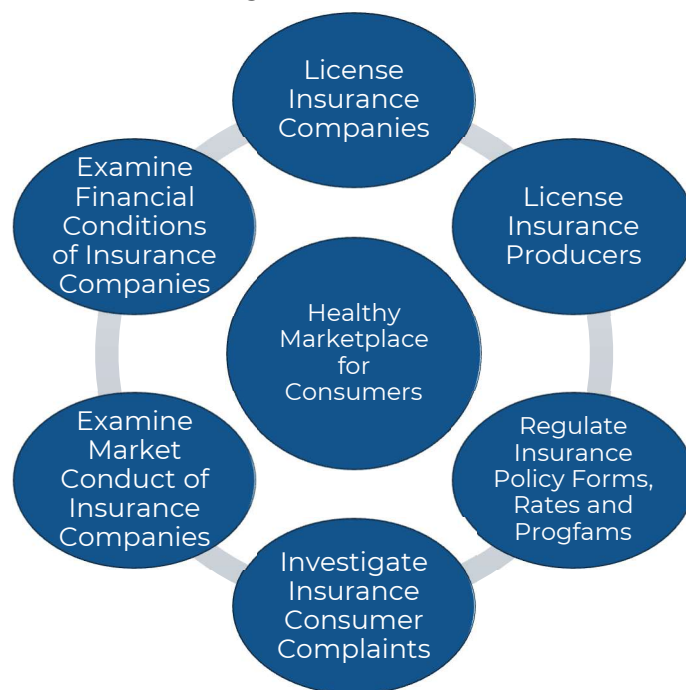 License
Insurance
Companies
License
Insurance
Producers
Regulate
Insurance
Policy Forms,
Rates and
Progfams
Investigate
Insurance
Consumer
Complaints
Examine
Market
Conduct of
Insurance
Companies
Examine
Financial
Conditions
of Insurance
Companies
Healthy
Marketplace
for
Consumers